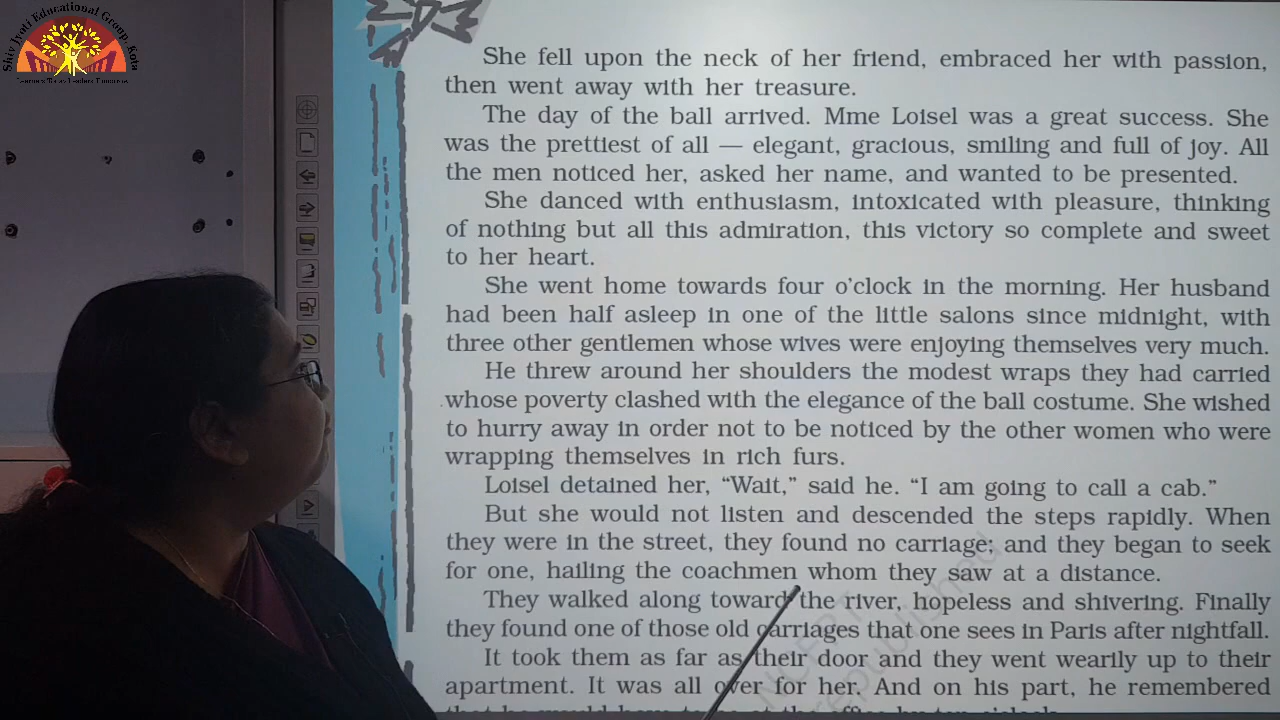 Shiv Jyoti Educational Group, Kota
She fell upon the neck of her friend, embraced her with passion,
then went away with her treasure.
The day of the ball arrived. Mme Loisel was a great success. She
was the prettiest of all — elegant, gracious, smiling and full of joy. All
the men noticed her, asked her name, and wanted to be presented.
She danced with enthusiasm, intoxicated with pleasure, thinking
of nothing but all this admiration, this victory so complete and sweet
to her heart.
She went home towards four o'clock in the morning. Her husband
had been half asleep in one of the little salons since midnight, with
three other gentlemen whose wives were enjoying themselves very much.
He threw around her shoulders the modest wraps they had carried
whose poverty clashed with the elegance of the ball costume. She wished
to hurry away in order not to be noticed by the other women who were
wrapping themselves in rich furs.
Loisel detained her, “Wait,” said he. “I am going to call a cab.”
But she would not listen and descended the steps rapidly. When
they were in the street, they found no carriage; and they began to seek
for one, hailing the coachmen whom they saw at a distance.
They walked along toward the river, hopeless and shivering. Finally
they found one of those old carriages that one sees in Paris after nightfall.
It took them as far as their door and they went wearily up to their
apartment. It was all over for her. And on his part, he remembered